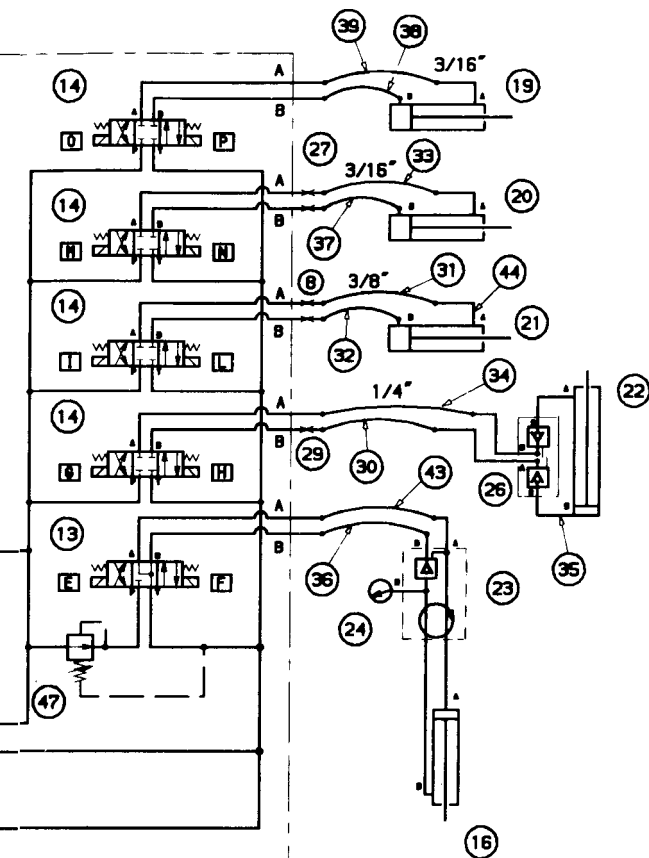 39 38
14 A 3/16" 19
A B B A
O P B
27 3/16" 33
14 A 20
A B B A
M N B
37
B 3/8" 31 44
14 A
A B B A
I L B 21
32
1/4" 34
14 A A 22
A B B B
G H 29 30 A 26
B B
43
13 A 35
A B B
E F 36 B A 23
B
24
47
A
B
16